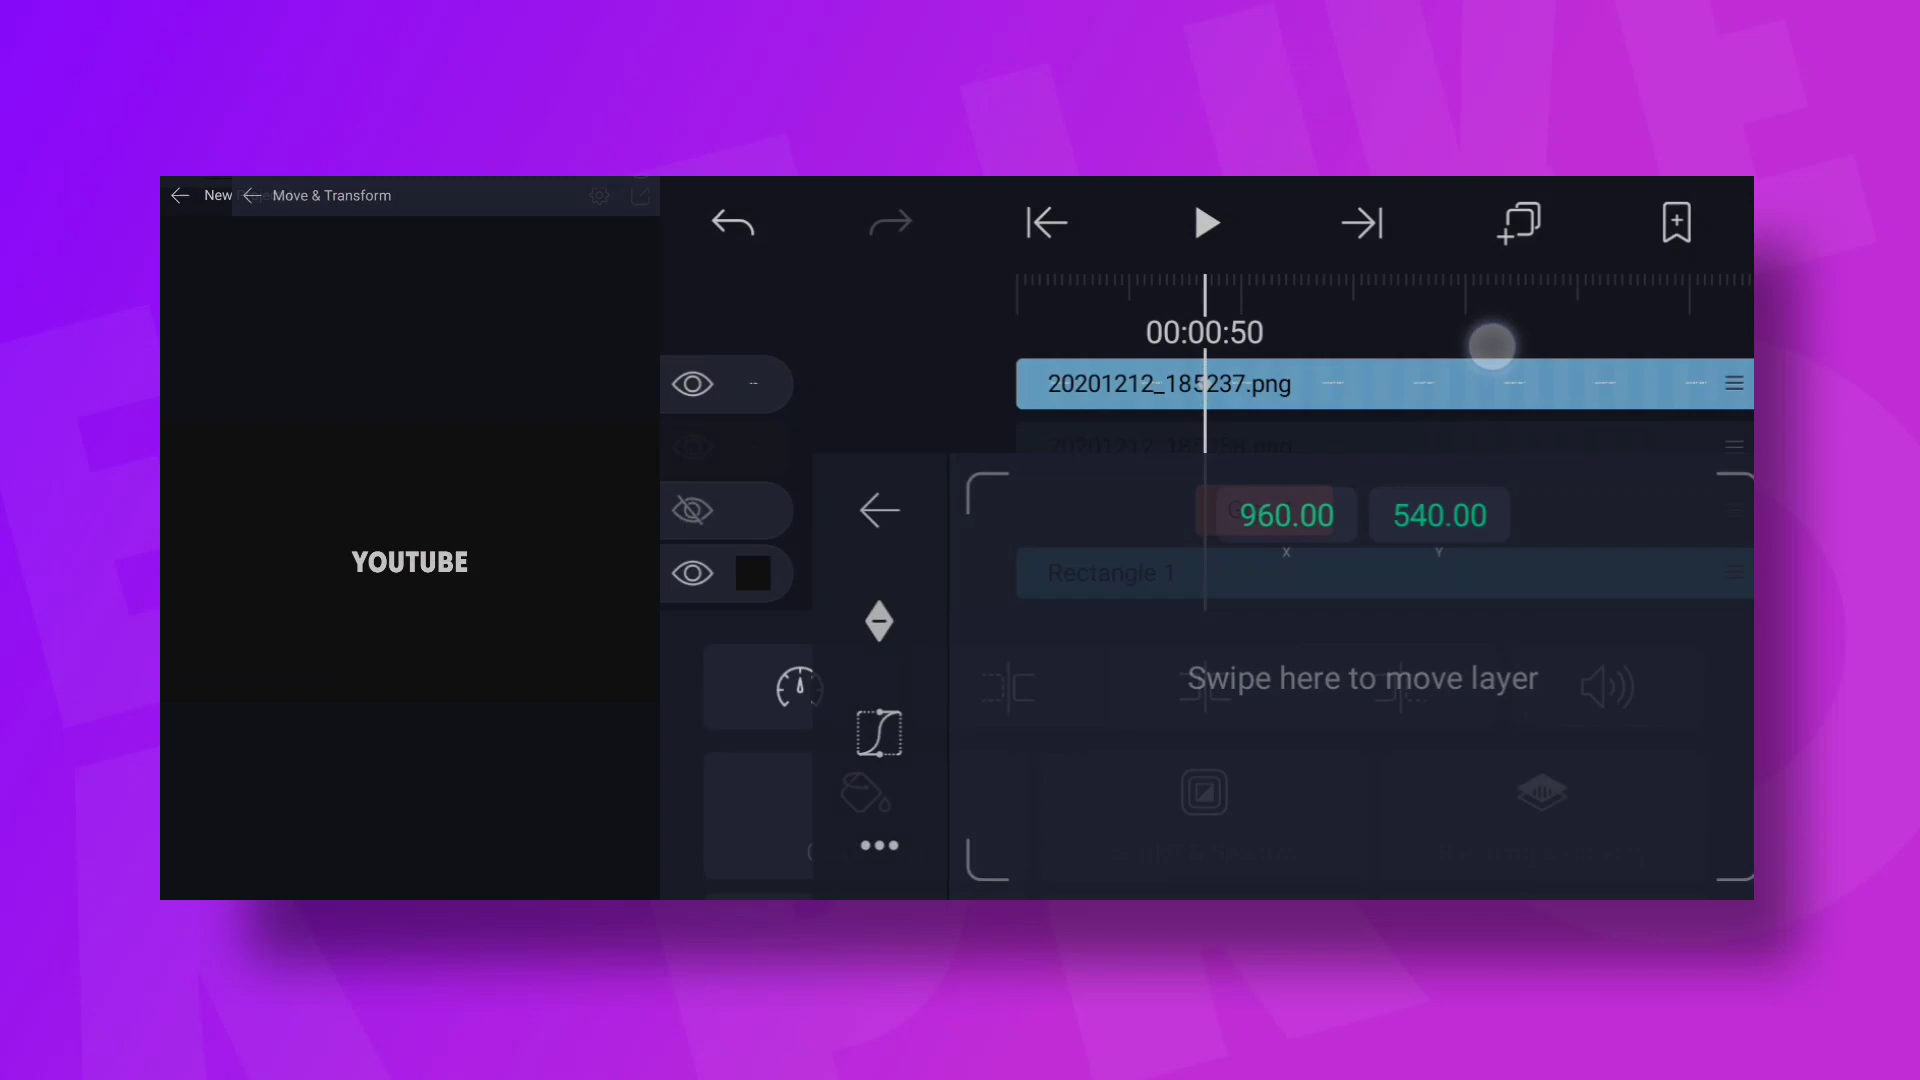 New
Move & Transform
00:00:50
20201212_185237.png
960.00
540.00
X
Y
Rectangle 1
YOUTUBE
Swipe here to move layer